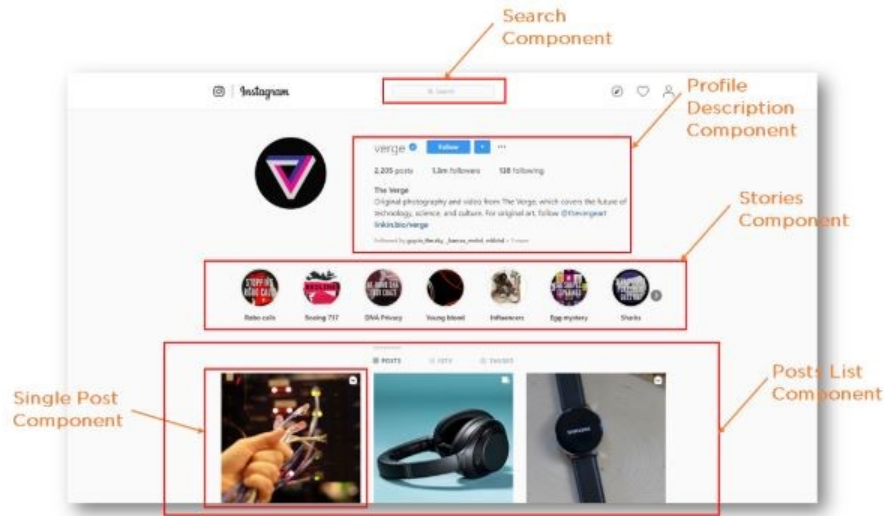 Search
Component
Instagram
Search
Profile
Description
Component
verge
Follow
2,205 posts 1.3m followers 138 following
The Verge
Original photography and video from The Verge, which covers the future of
technology, science, and culture. For original art, follow @thevergeart
linkin.bio/verge
Stories
Component
Robo calls Boeing 737 DNA Privacy Young blood Influencers Egg mystery Sharks
POSTS IGTV TAGGED
Single Post
Component
Posts List
Component
SAMSUNG